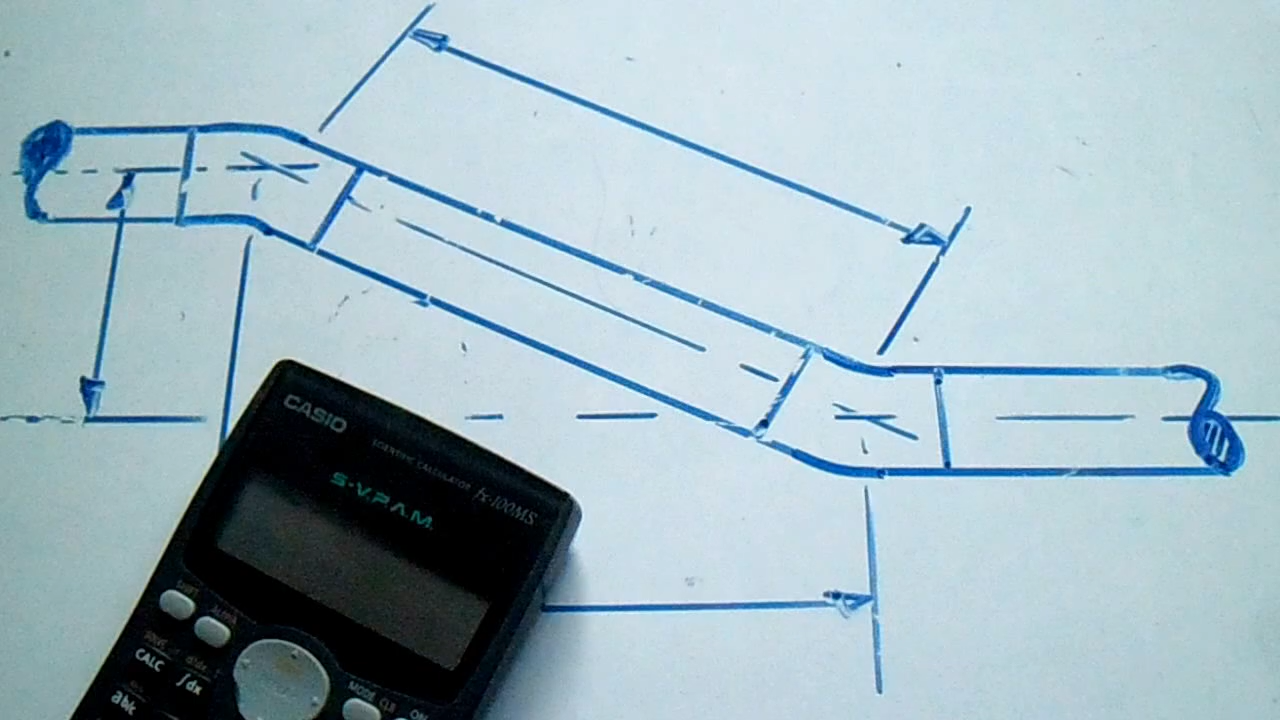 CASIO
SCIENTIFIC CALCULATOR fx-100MS
S-V.P.A.M.
SHIFT
ALPHA
CALC
∫dx
MODE CLR
ON